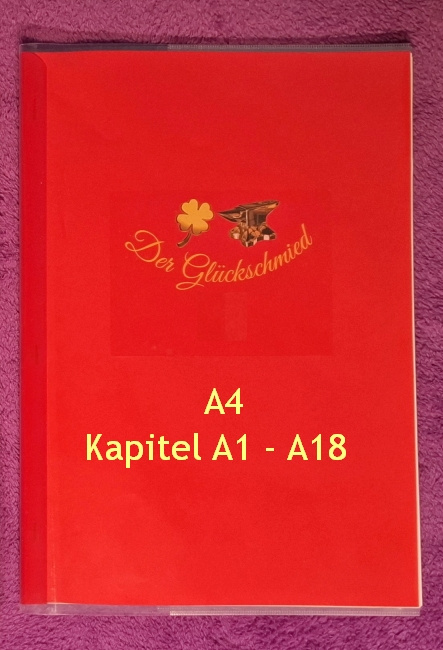 Der Glückschmied
A4
Kapitel A1 - A18